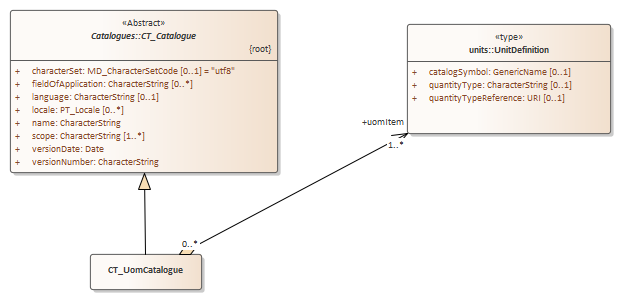 «Abstract»
Catalogues::CT_Catalogue
{root}
+ characterSet: MD_CharacterSetCode [0..1] = "utf8"
+ fieldOfApplication: CharacterString [0..*]
+ language: CharacterString [0..1]
+ locale: PT_Locale [0..*]
+ name: CharacterString
+ scope: CharacterString [1..*]
+ versionDate: Date
+ versionNumber: CharacterString
«type»
units::UnitDefinition
+ catalogSymbol: GenericName [0..1]
+ quantityType: CharacterString [0..1]
+ quantityTypeReference: URI [0..1]
+uomItem
1..*
0..*
CT_UomCatalogue